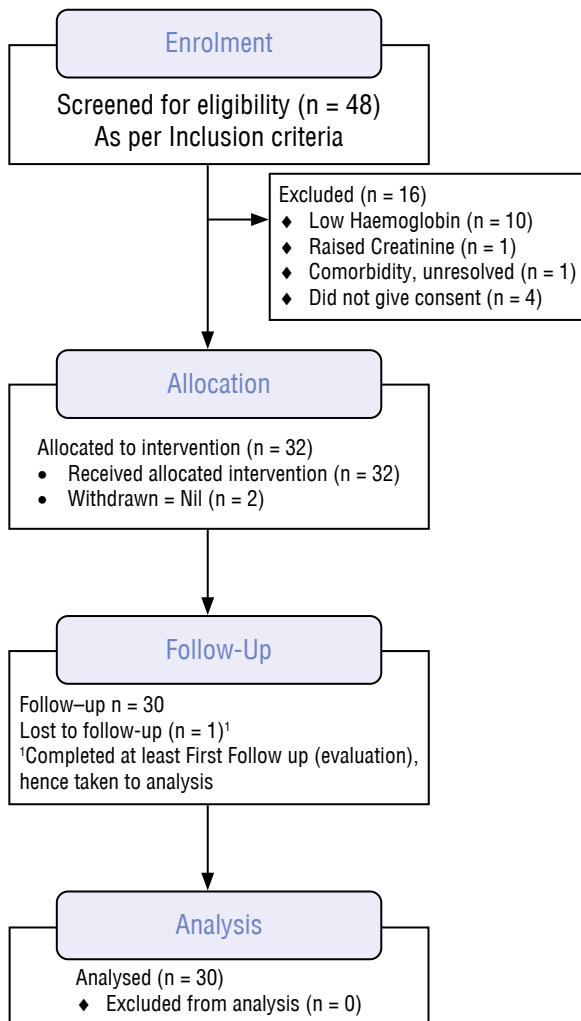 Enrolment
Screened for eligibility (n = 48)
As per Inclusion criteria
Excluded (n = 16)
♦ Low Haemoglobin (n = 10)
♦ Raised Creatinine (n = 1)
♦ Comorbidity, unresolved (n = 1)
♦ Did not give consent (n = 4)
Allocation
Allocated to intervention (n = 32)
• Received allocated intervention (n = 32)
• Withdrawn = Nil (n = 2)
Follow-Up
Follow–up n = 30
Lost to follow-up (n = 1)¹
¹Completed at least First Follow up (evaluation),
hence taken to analysis
Analysis
Analysed (n = 30)
♦ Excluded from analysis (n = 0)